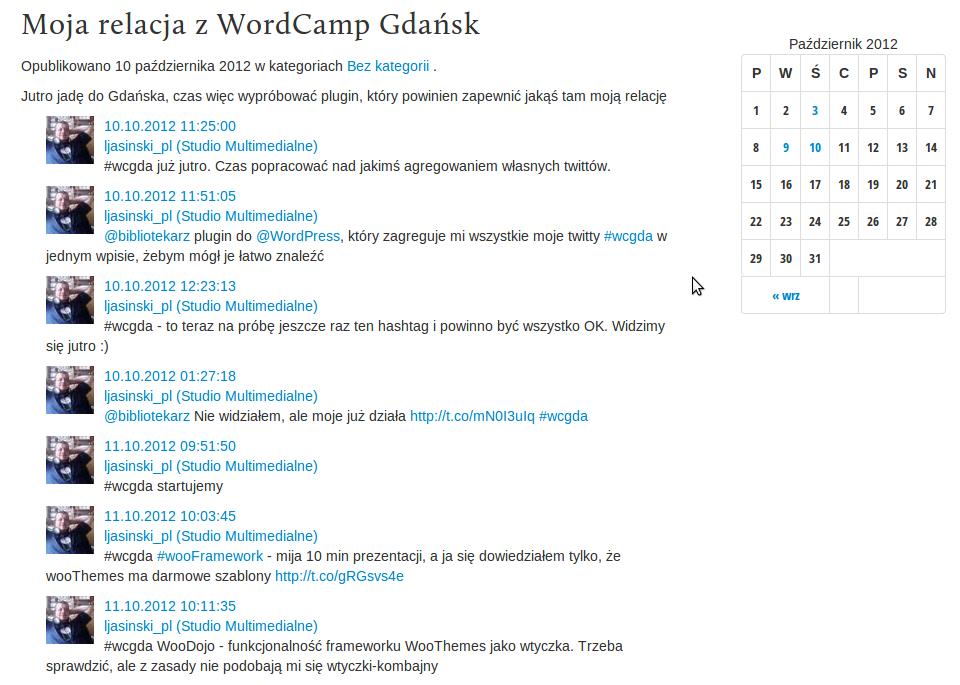 Moja relacja z WordCamp Gdańsk
Opublikowano 10 października 2012 w kategoriach Bez kategorii .
Jutro jadę do Gdańska, czas więc wypróbować plugin, który powinien zapewnić jakąś tam moją relację
10.10.2012 11:25:00
ljasinski_pl (Studio Multimedialne)
#wcgda już jutro. Czas popracować nad jakimś agregowaniem własnych twittów.
10.10.2012 11:51:05
ljasinski_pl (Studio Multimedialne)
@bibliotekarz plugin do @WordPress, który zagreguje mi wszystkie moje twitty #wcgda w
jednym wpisie, żebym mógł je łatwo znaleźć
10.10.2012 12:23:13
ljasinski_pl (Studio Multimedialne)
#wcgda - to teraz na próbę jeszcze raz ten hashtag i powinno być wszystko OK. Widzimy
się jutro :)
10.10.2012 01:27:18
ljasinski_pl (Studio Multimedialne)
@bibliotekarz Nie widziałem, ale moje już działa http://t.co/mN0I3uIq #wcgda
11.10.2012 09:51:50
ljasinski_pl (Studio Multimedialne)
#wcgda startujemy
11.10.2012 10:03:45
ljasinski_pl (Studio Multimedialne)
#wcgda #wooFramework - mija 10 min prezentacji, a ja się dowiedziałem tylko, że
wooThemes ma darmowe szablony http://t.co/gRGsvs4e
11.10.2012 10:11:35
ljasinski_pl (Studio Multimedialne)
#wcgda WooDojo - funkcjonalność frameworku WooThemes jako wtyczka. Trzeba
sprawdzić, ale z zasady nie podobają mi się wtyczki-kombajny
Październik 2012
P W Ś C P S N
1 2 3 4 5 6 7
8 9 10 11 12 13 14
15 16 17 18 19 20 21
22 23 24 25 26 27 28
29 30 31
« wrz